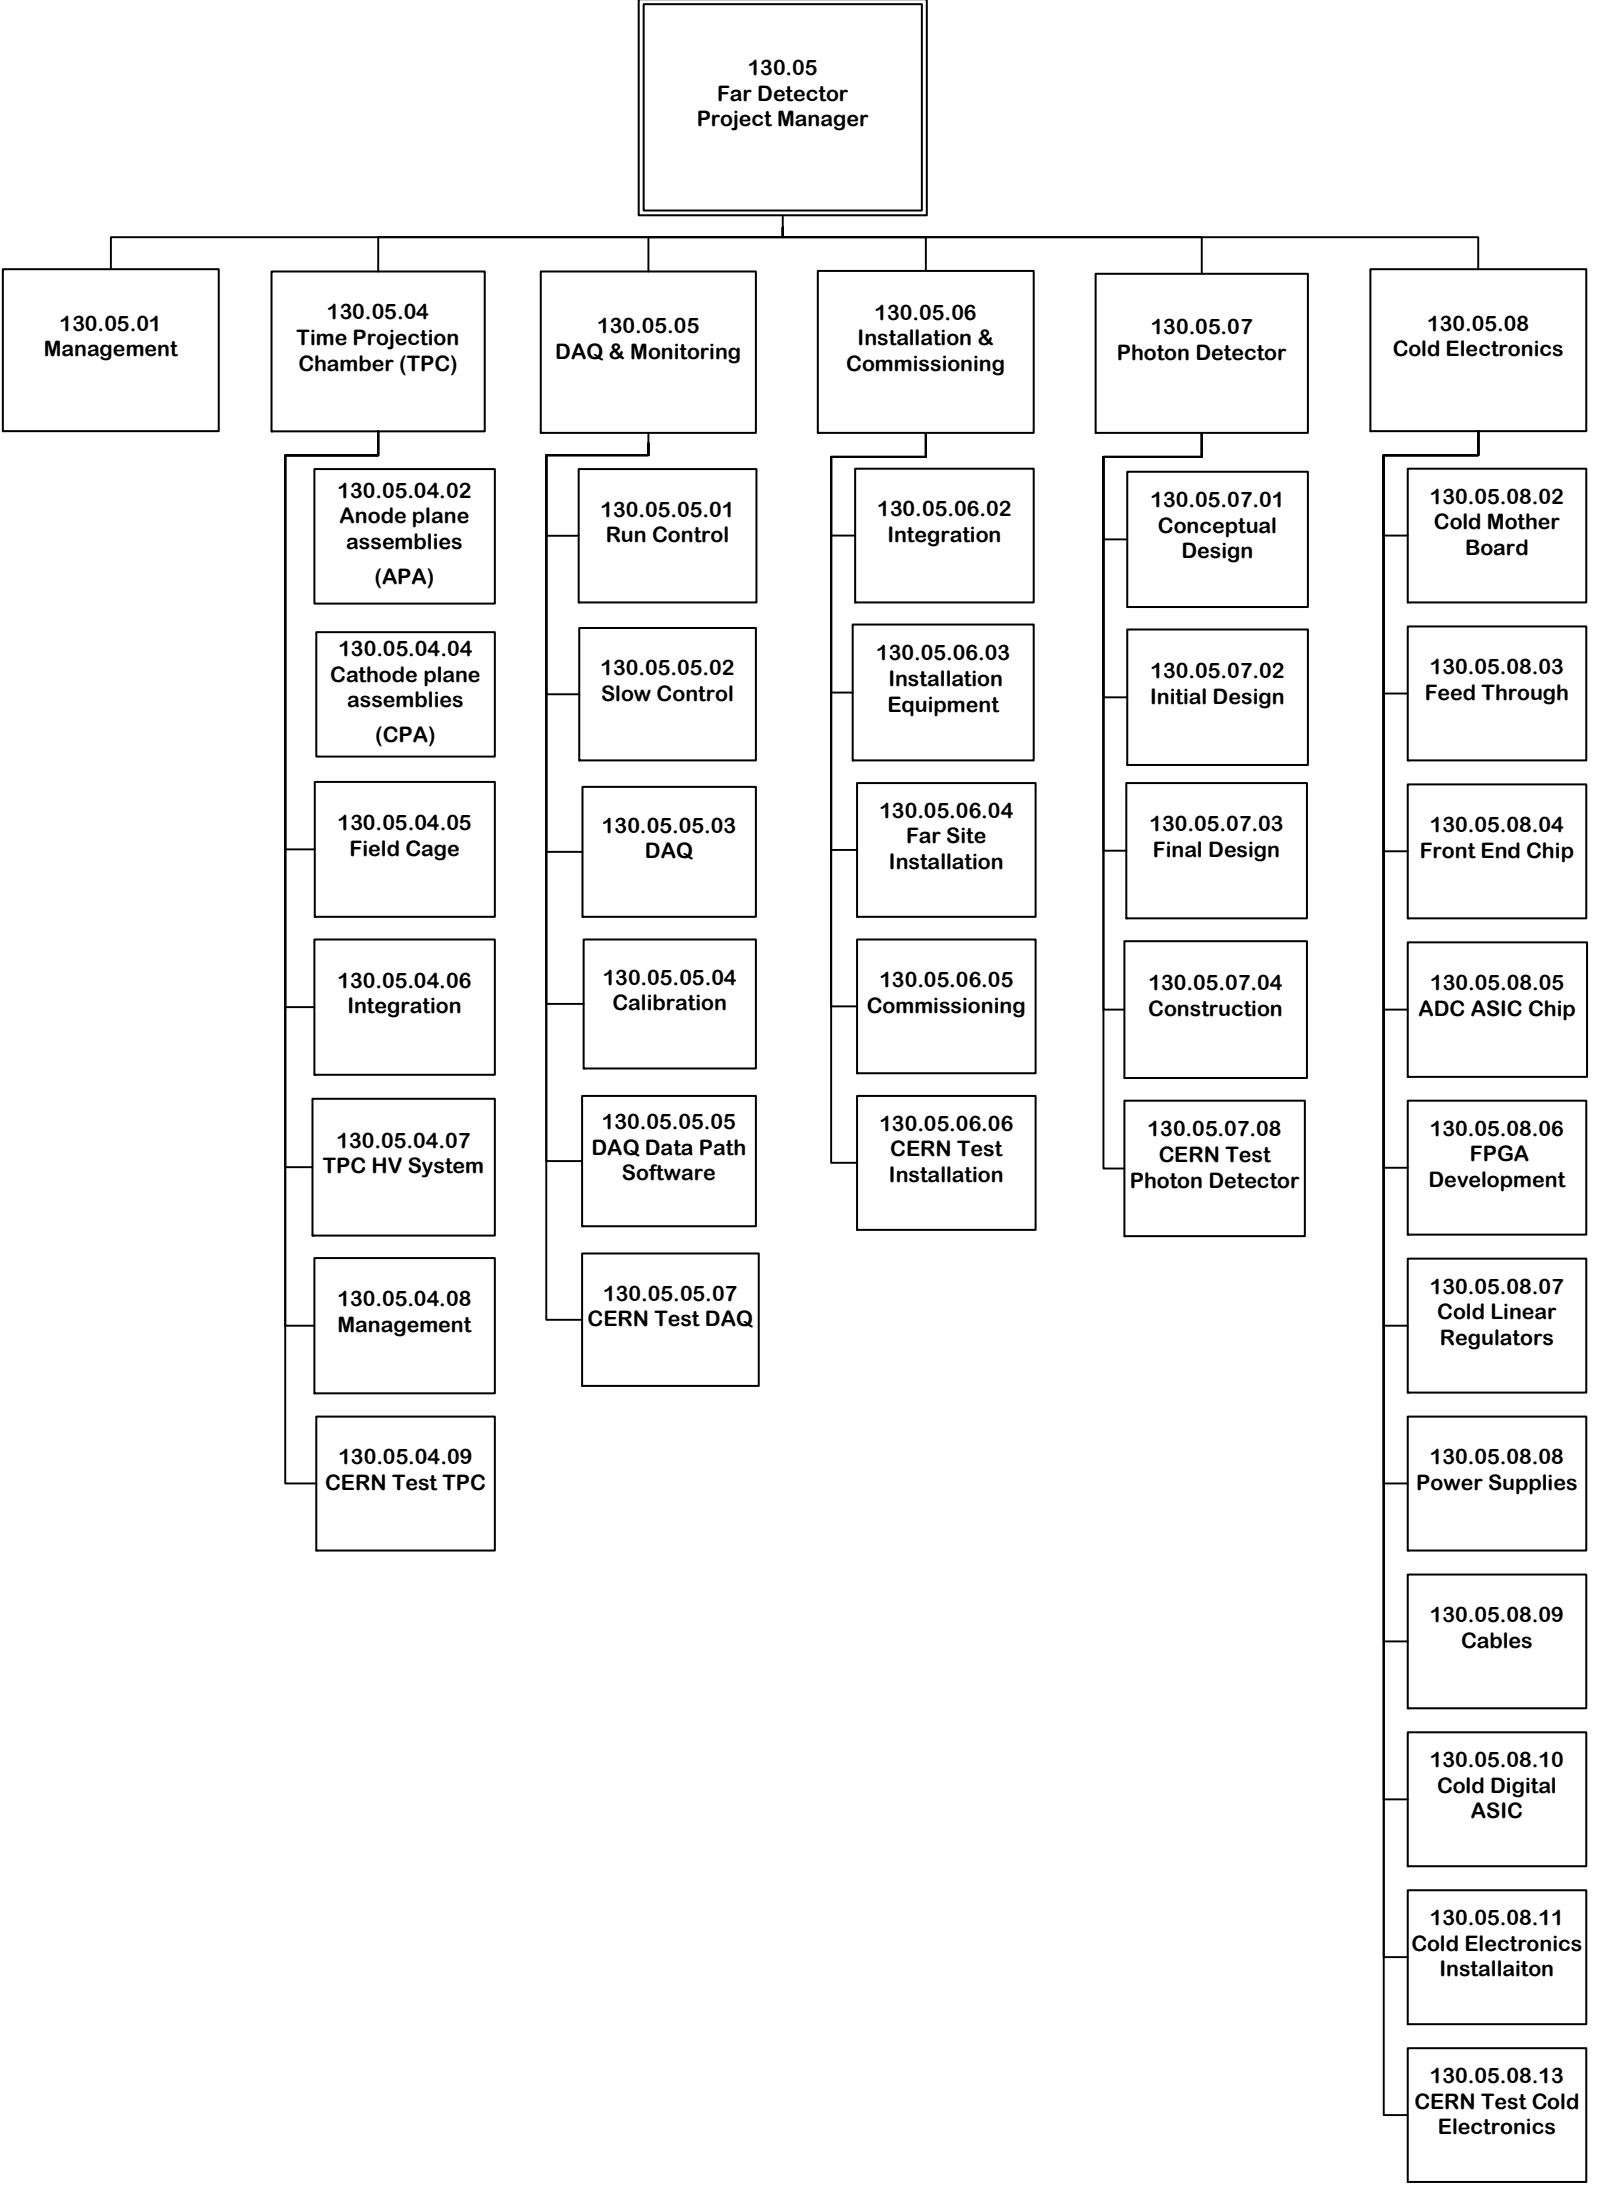 130.05
Far Detector
Project Manager
130.05.01
Management
130.05.04
Time Projection
Chamber (TPC)
130.05.05
DAQ & Monitoring
130.05.06
Installation &
Commissioning
130.05.07
Photon Detector
130.05.08
Cold Electronics
130.05.04.02
Anode plane
assemblies
(APA)
130.05.04.04
Cathode plane
assemblies
(CPA)
130.05.04.05
Field Cage
130.05.04.06
Integration
130.05.04.07
TPC HV System
130.05.04.08
Management
130.05.04.09
CERN Test TPC
130.05.05.01
Run Control
130.05.05.02
Slow Control
130.05.05.03
DAQ
130.05.05.04
Calibration
130.05.05.05
DAQ Data Path
Software
130.05.05.07
CERN Test DAQ
130.05.06.02
Integration
130.05.06.03
Installation
Equipment
130.05.06.04
Far Site
Installation
130.05.06.05
Commissioning
130.05.06.06
CERN Test
Installation
130.05.07.01
Conceptual
Design
130.05.07.02
Initial Design
130.05.07.03
Final Design
130.05.07.04
Construction
130.05.07.08
CERN Test
Photon Detector
130.05.08.02
Cold Mother
Board
130.05.08.03
Feed Through
130.05.08.04
Front End Chip
130.05.08.05
ADC ASIC Chip
130.05.08.06
FPGA
Development
130.05.08.07
Cold Linear
Regulators
130.05.08.08
Power Supplies
130.05.08.09
Cables
130.05.08.10
Cold Digital
ASIC
130.05.08.11
Cold Electronics
Installaiton
130.05.08.13
CERN Test Cold
Electronics